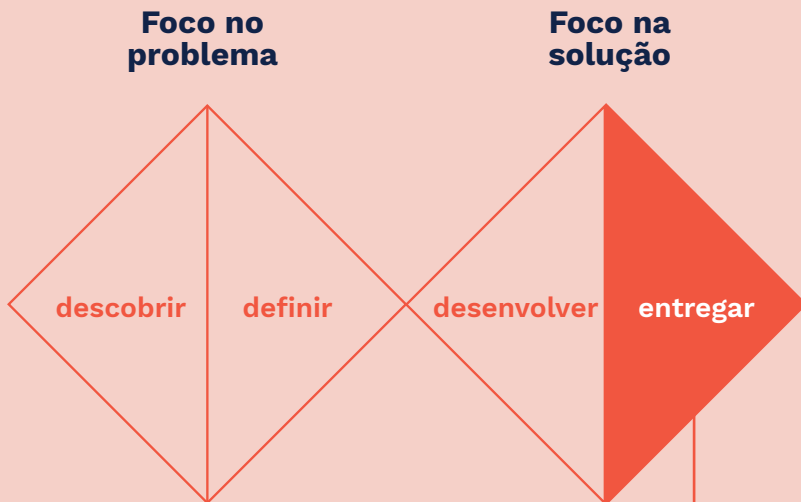 Foco no
problema
Foco na
solução
descobrir
definir
desenvolver
entregar